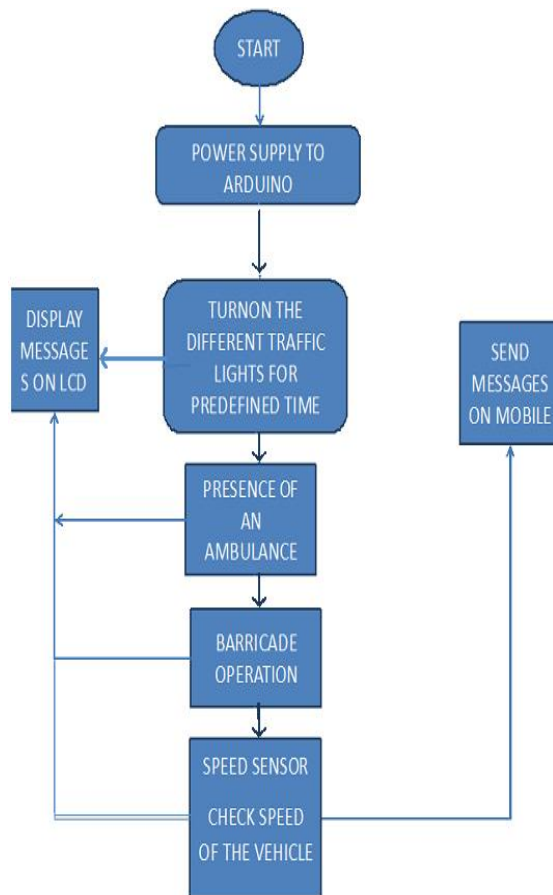 START
POWER SUPPLY TO
ARDUINO
TURNON THE
DIFFERENT TRAFFIC
LIGHTS FOR
PREDEFINED TIME
DISPLAY
MESSAGE
S ON LCD
SEND
MESSAGES
ON MOBILE
PRESENCE OF
AN
AMBULANCE
BARRICADE
OPERATION
SPEED SENSOR
CHECK SPEED
OF THE VEHICLE